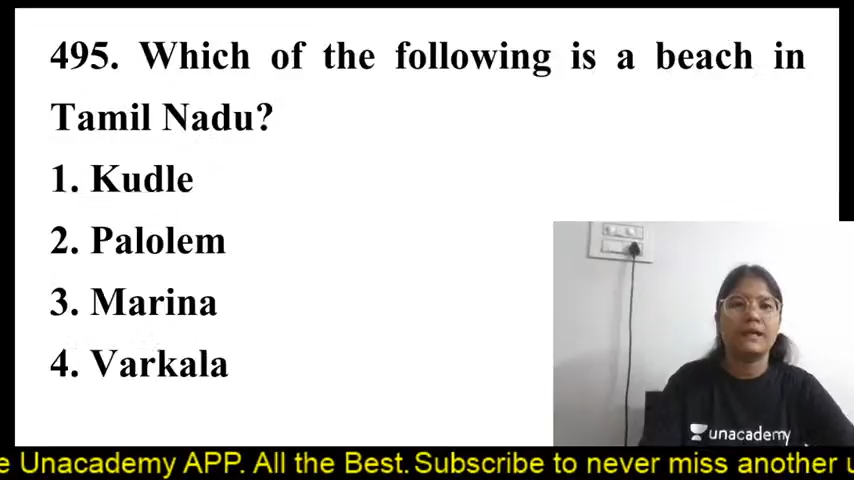 495. Which of the following is a beach in
Tamil Nadu?
1. Kudle
2. Palolem
3. Marina
4. Varkala
unacademy
e Unacademy APP. All the Best. Subscribe to never miss another u